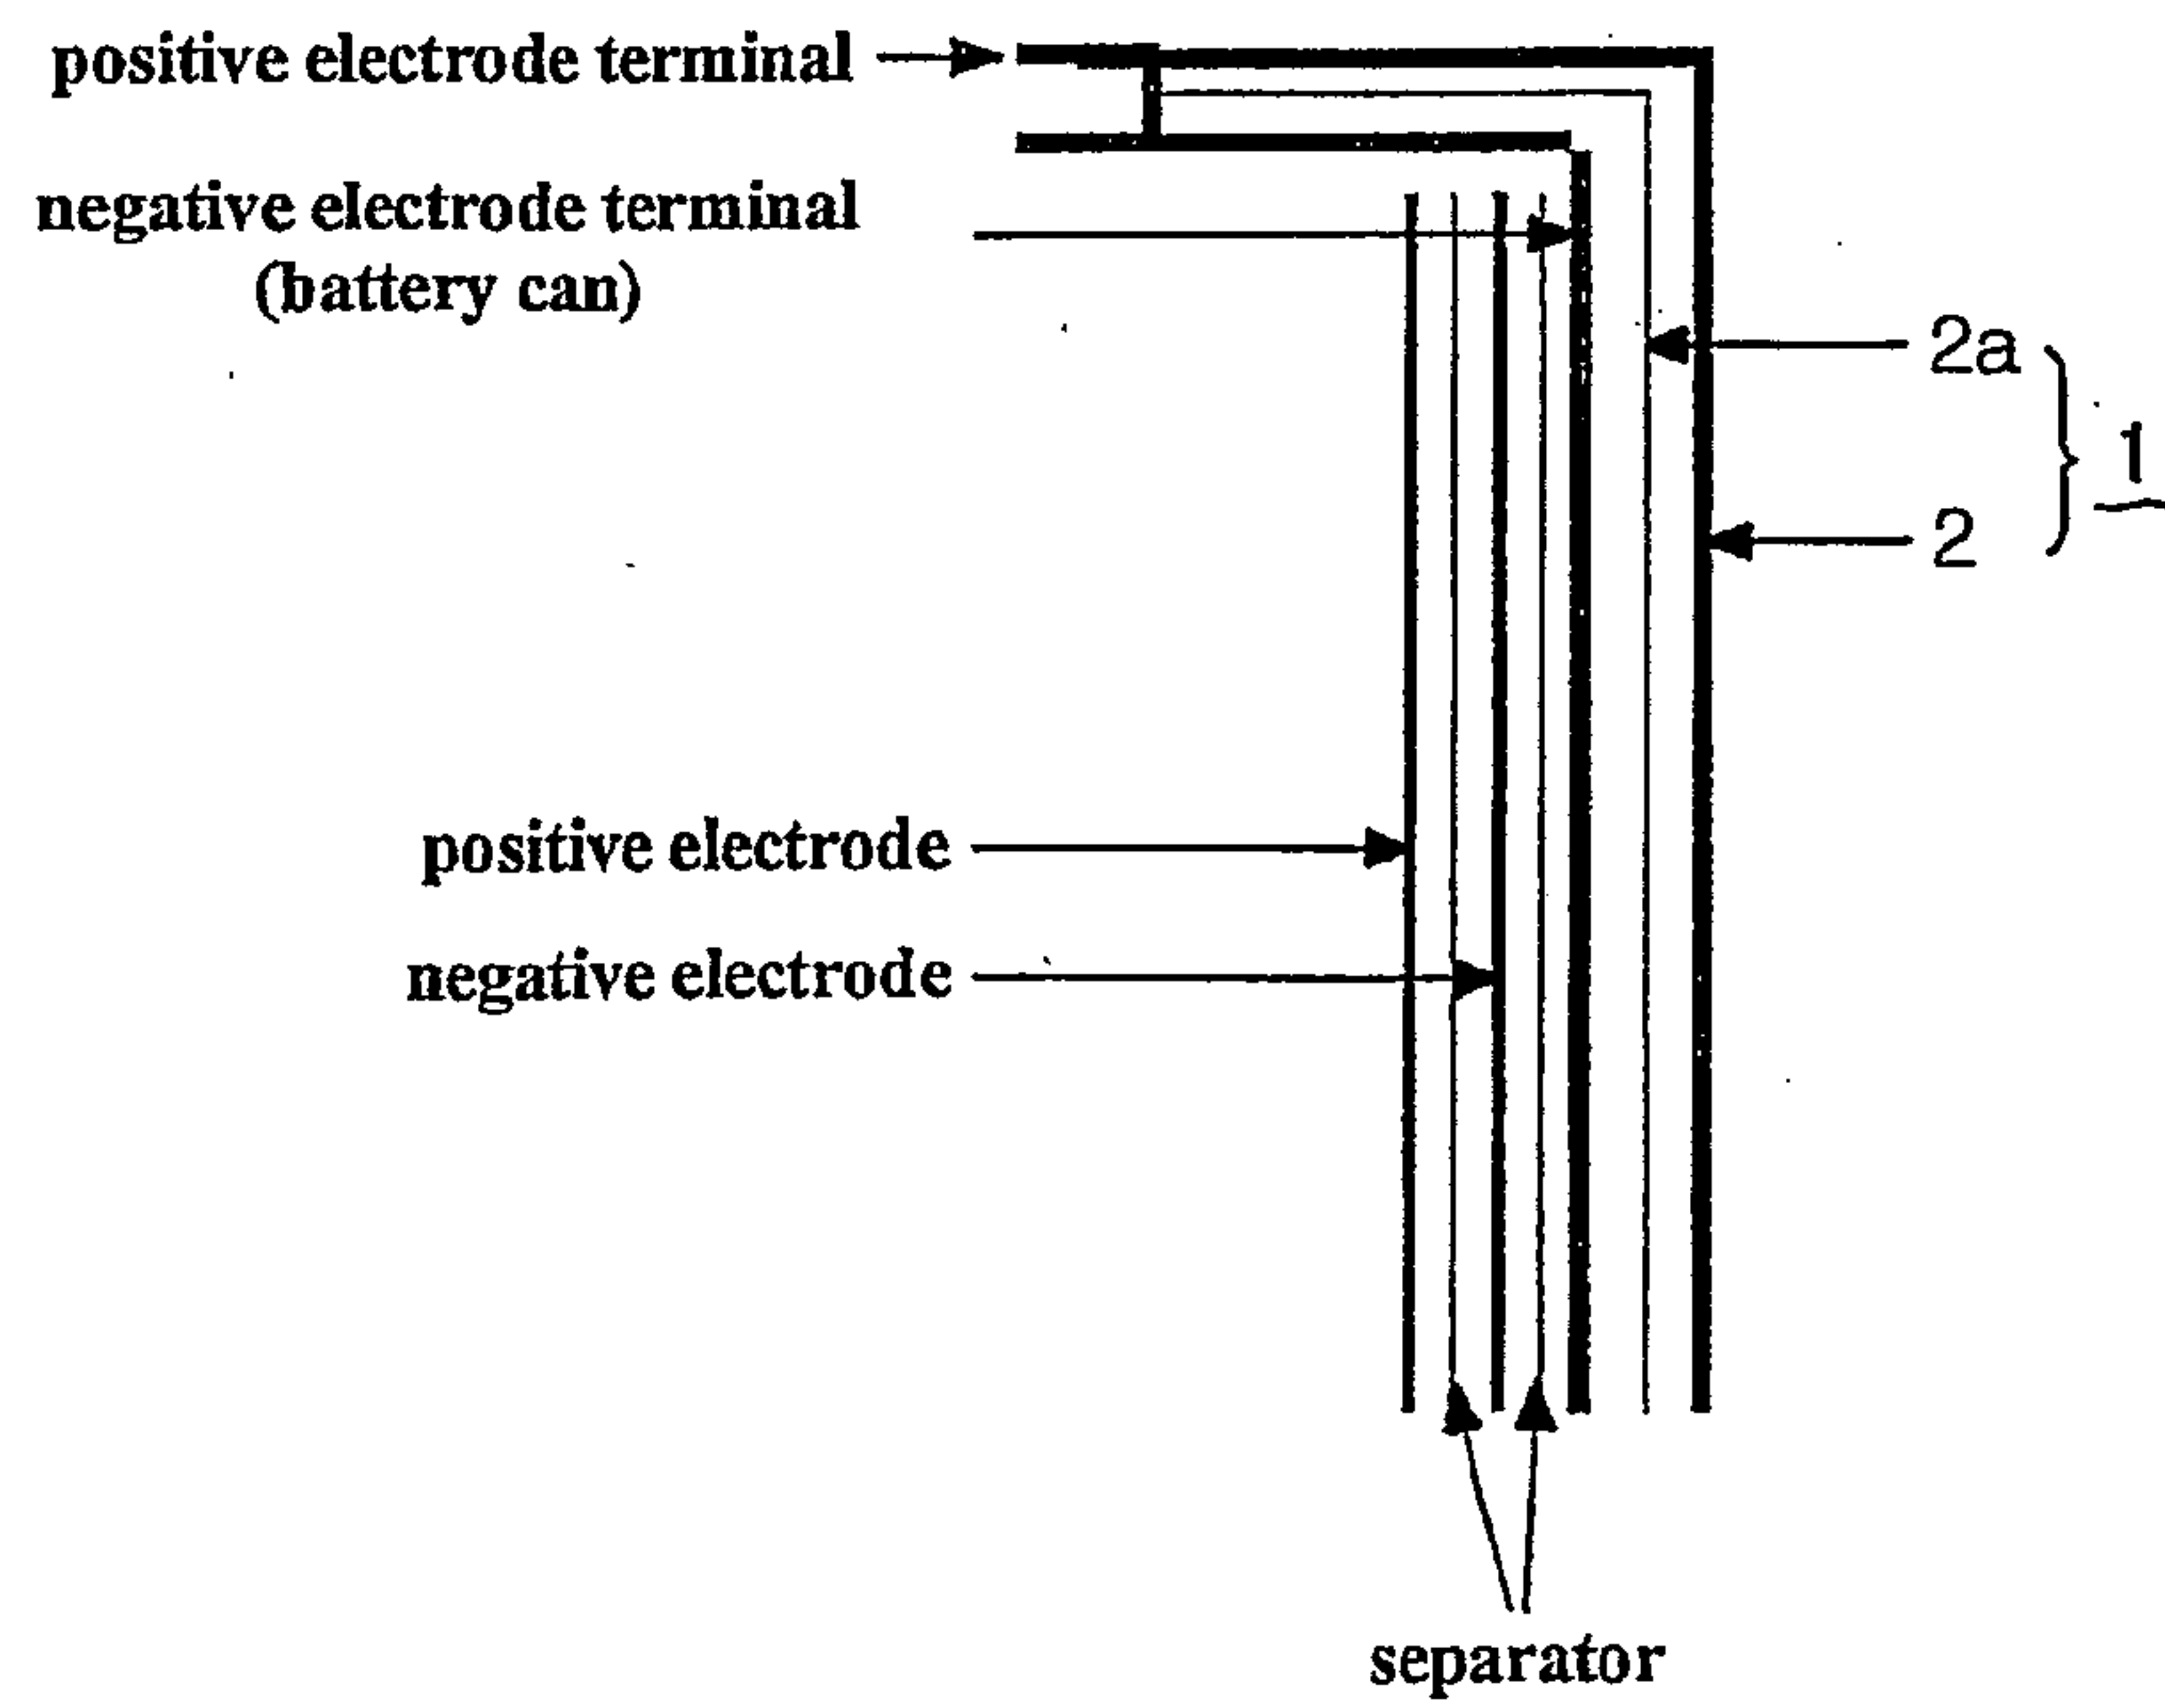 positive electrode terminal
negative electrode terminal
(battery can)
2a
1
2
positive electrode
negative electrode
separator